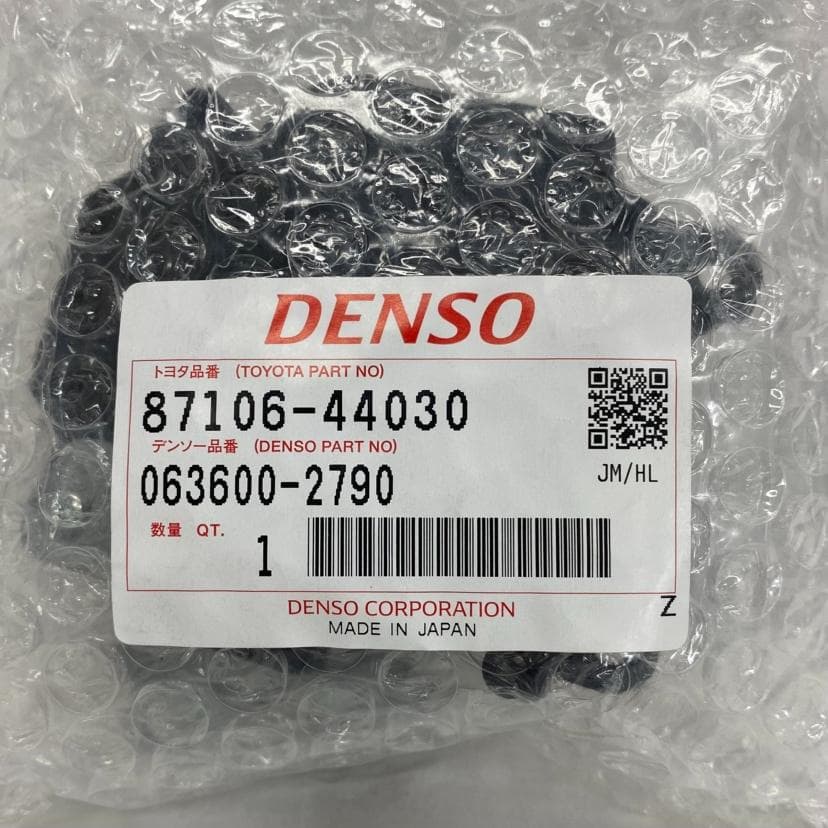 DENSO
トヨタ品番 (TOYOTA PART NO)
87106-44030
デンソー品番 (DENSO PART NO)
063600-2790
JM/HL
数量 QT. 1
DENSO CORPORATION
Z
MADE IN JAPAN